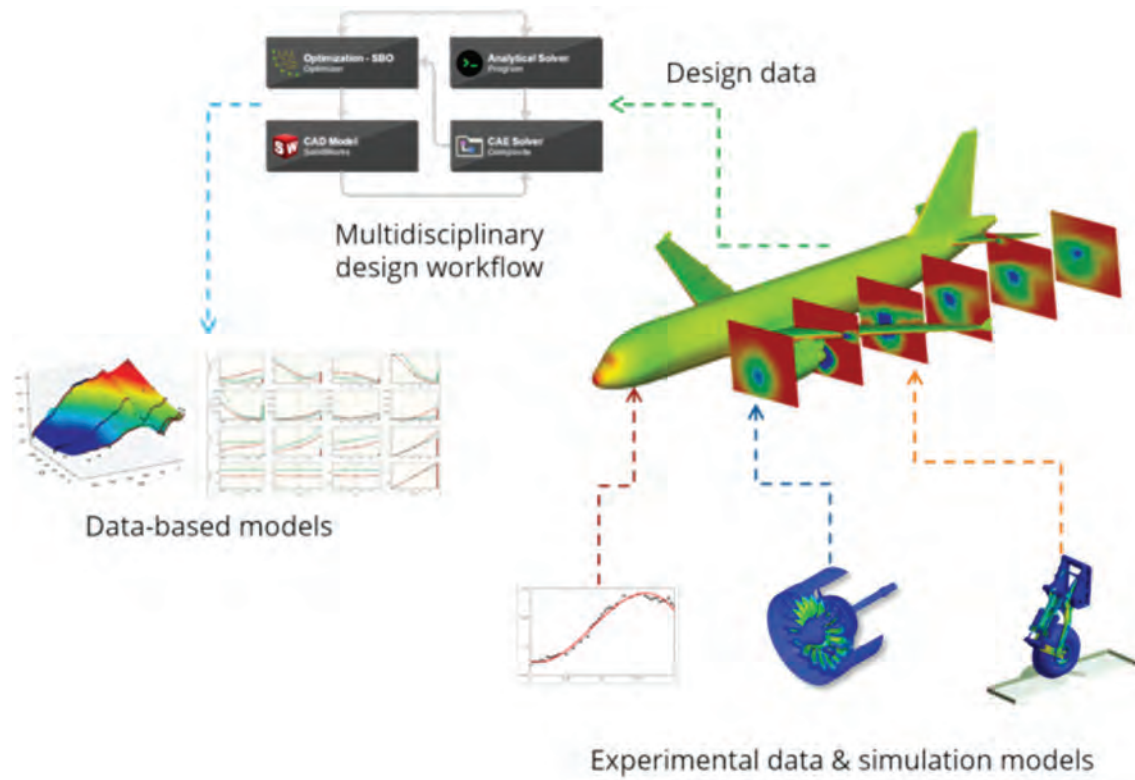 Optimization - SBO
Optimizer
Analytical Solver
Program
Design data
CAD Model
SolidWorks
CAE Solver
Composite
Multidisciplinary
design workflow
Data-based models
Experimental data & simulation models